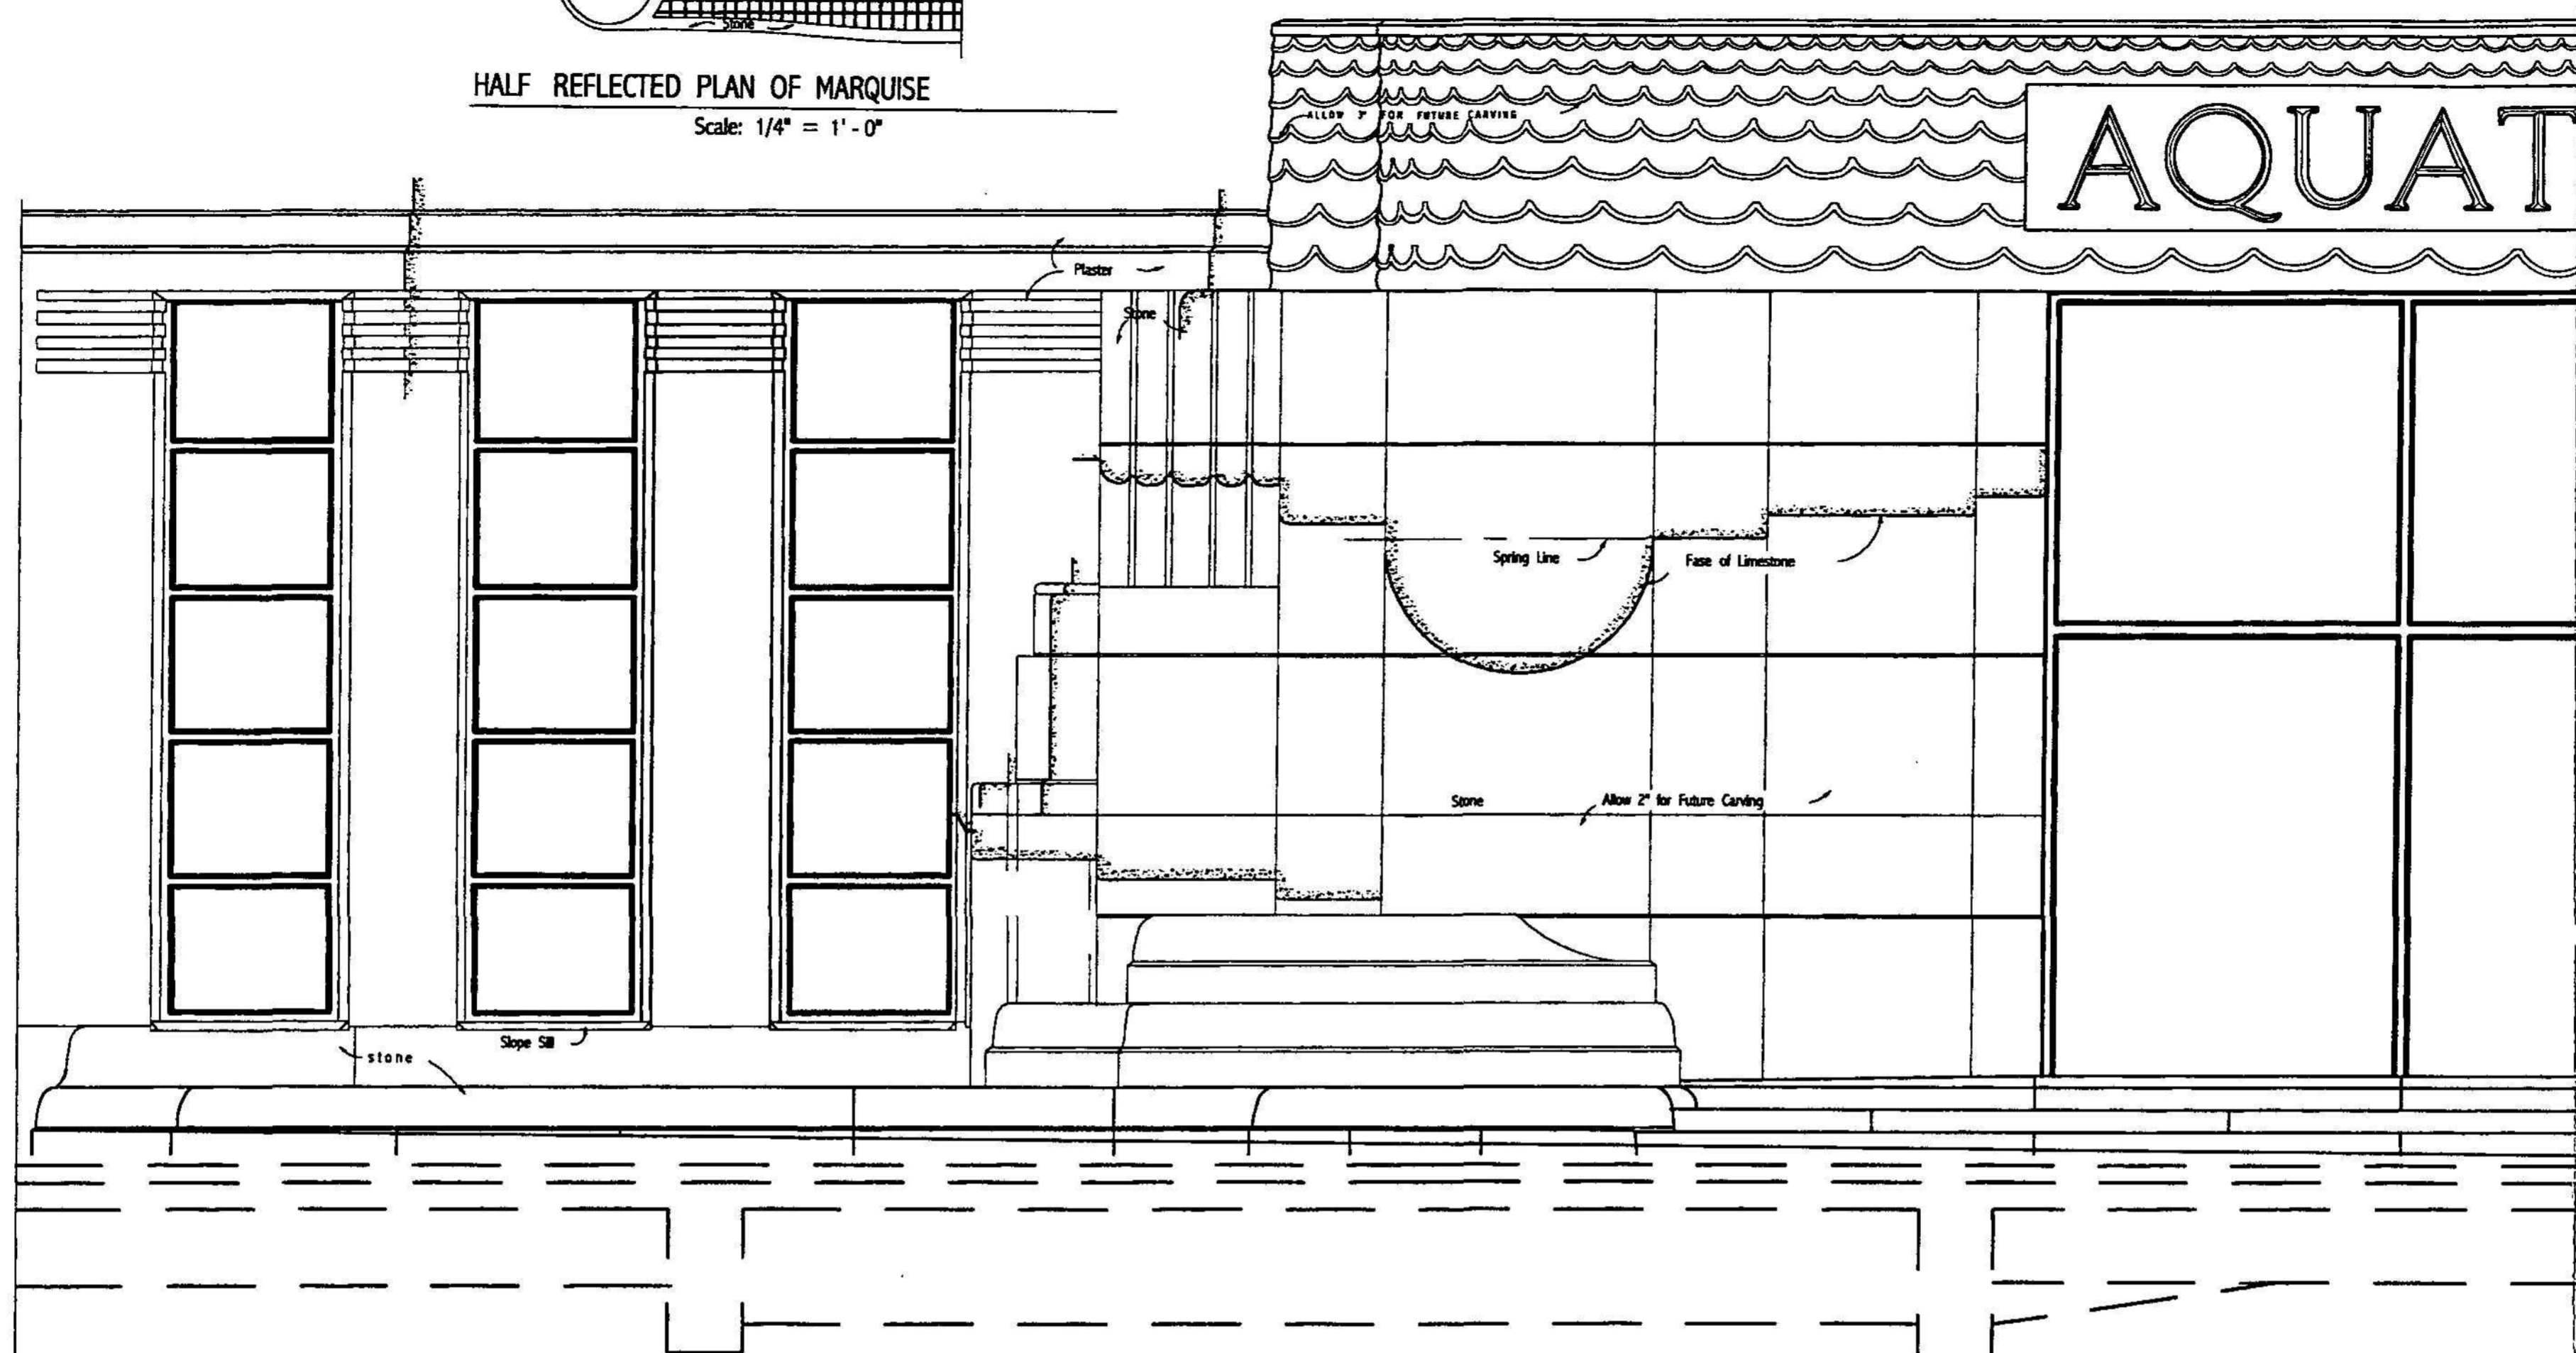 Stone
HALF REFLECTED PLAN OF MARQUISE
Scale: 1/4" = 1'-0"
ALLOW 3" FOR FUTURE CARVING
AQUAT
Plaster
Stone
Spring Line
Fase of Limestone
Stone
Allow 2" for Future Carving
Slope Sill
stone